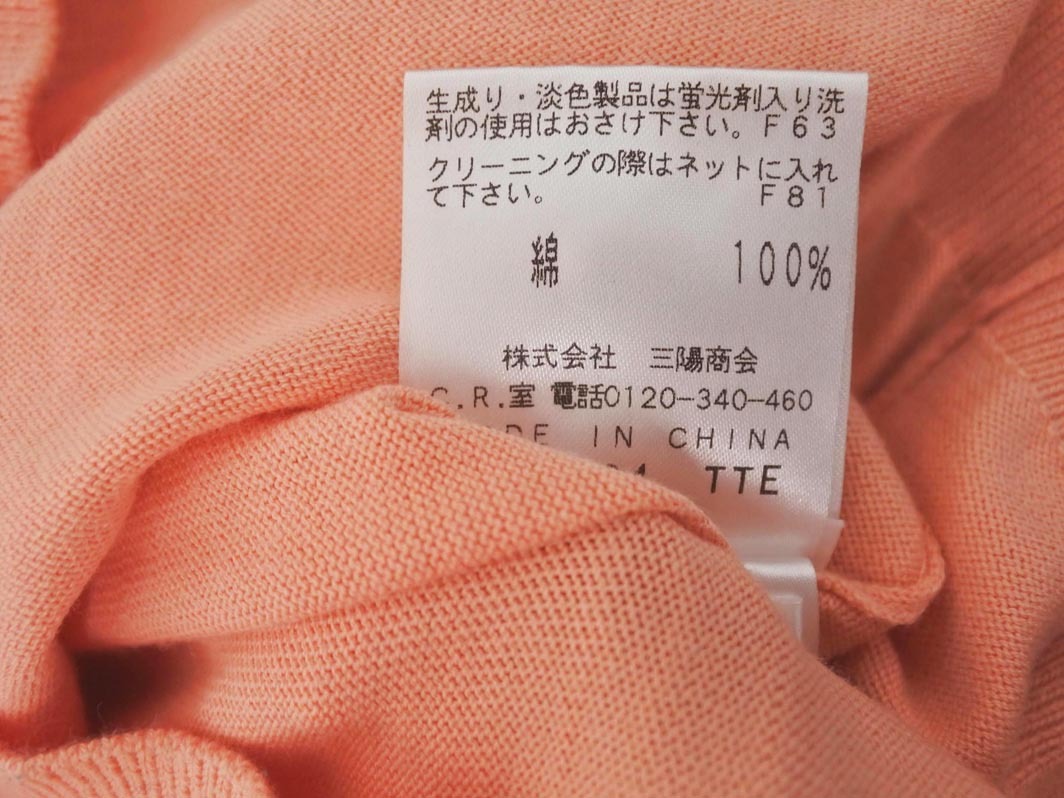 生成り・淡色製品は蛍光剤入り洗
剤の使用はおさけ下さい。F63
クリーニングの際はネットに入れ
て下さい。 F81
綿 100%
株式会社 三陽商会
C.R.室 電話0120-340-460
IN CHINA
TTE